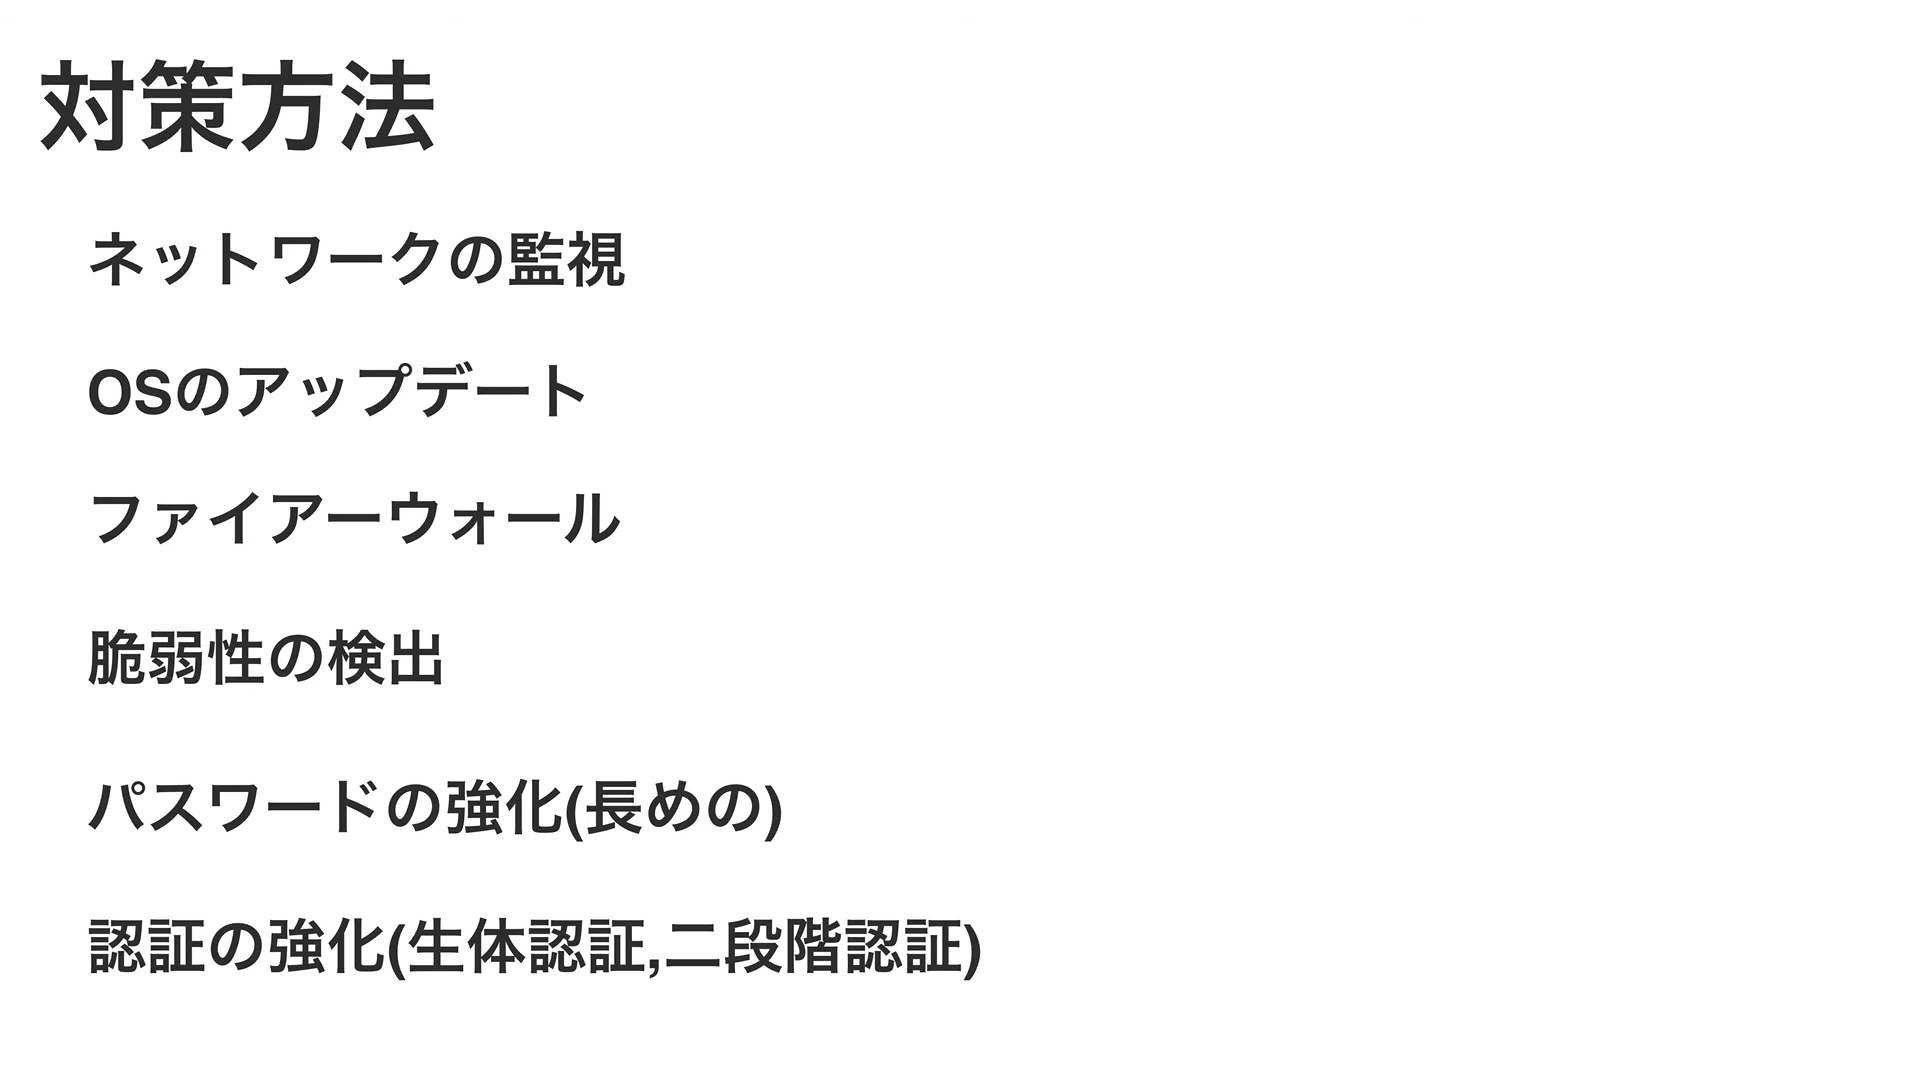 対策方法
ネットワークの監視
OSのアップデート
ファイアーウォール
脆弱性の検出
パスワードの強化(長めの)
認証の強化(生体認証,二段階認証)